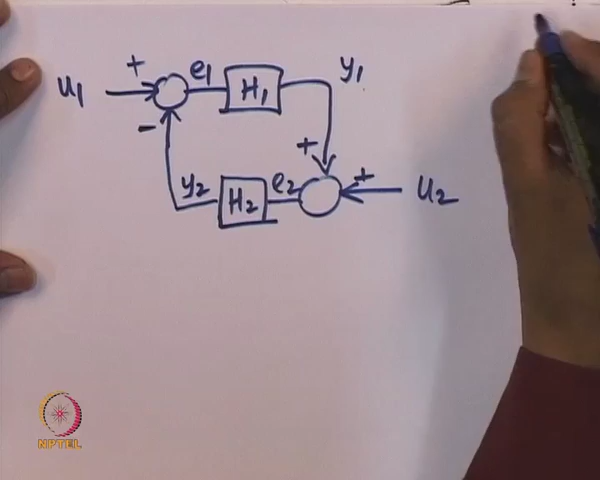 + e₁ H₁ y₁
u₁
− + +
y₂ H₂ e₂ u₂
NPTEL